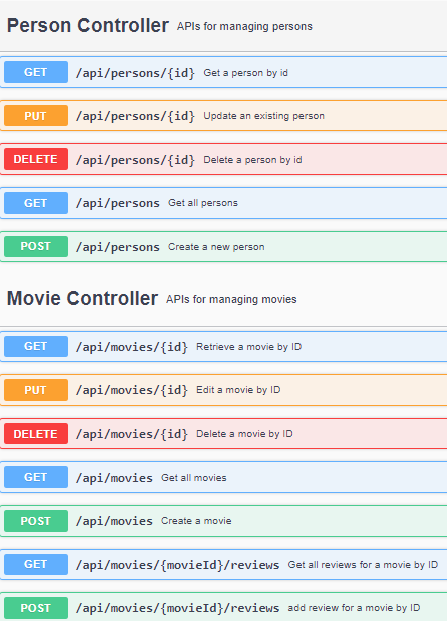 Person Controller APIs for managing persons
GET /api/persons/{id} Get a person by id
PUT /api/persons/{id} Update an existing person
DELETE /api/persons/{id} Delete a person by id
GET /api/persons Get all persons
POST /api/persons Create a new person
Movie Controller APIs for managing movies
GET /api/movies/{id} Retrieve a movie by ID
PUT /api/movies/{id} Edit a movie by ID
DELETE /api/movies/{id} Delete a movie by ID
GET /api/movies Get all movies
POST /api/movies Create a movie
GET /api/movies/{movieId}/reviews Get all reviews for a movie by ID
POST /api/movies/{movieId}/reviews add review for a movie by ID